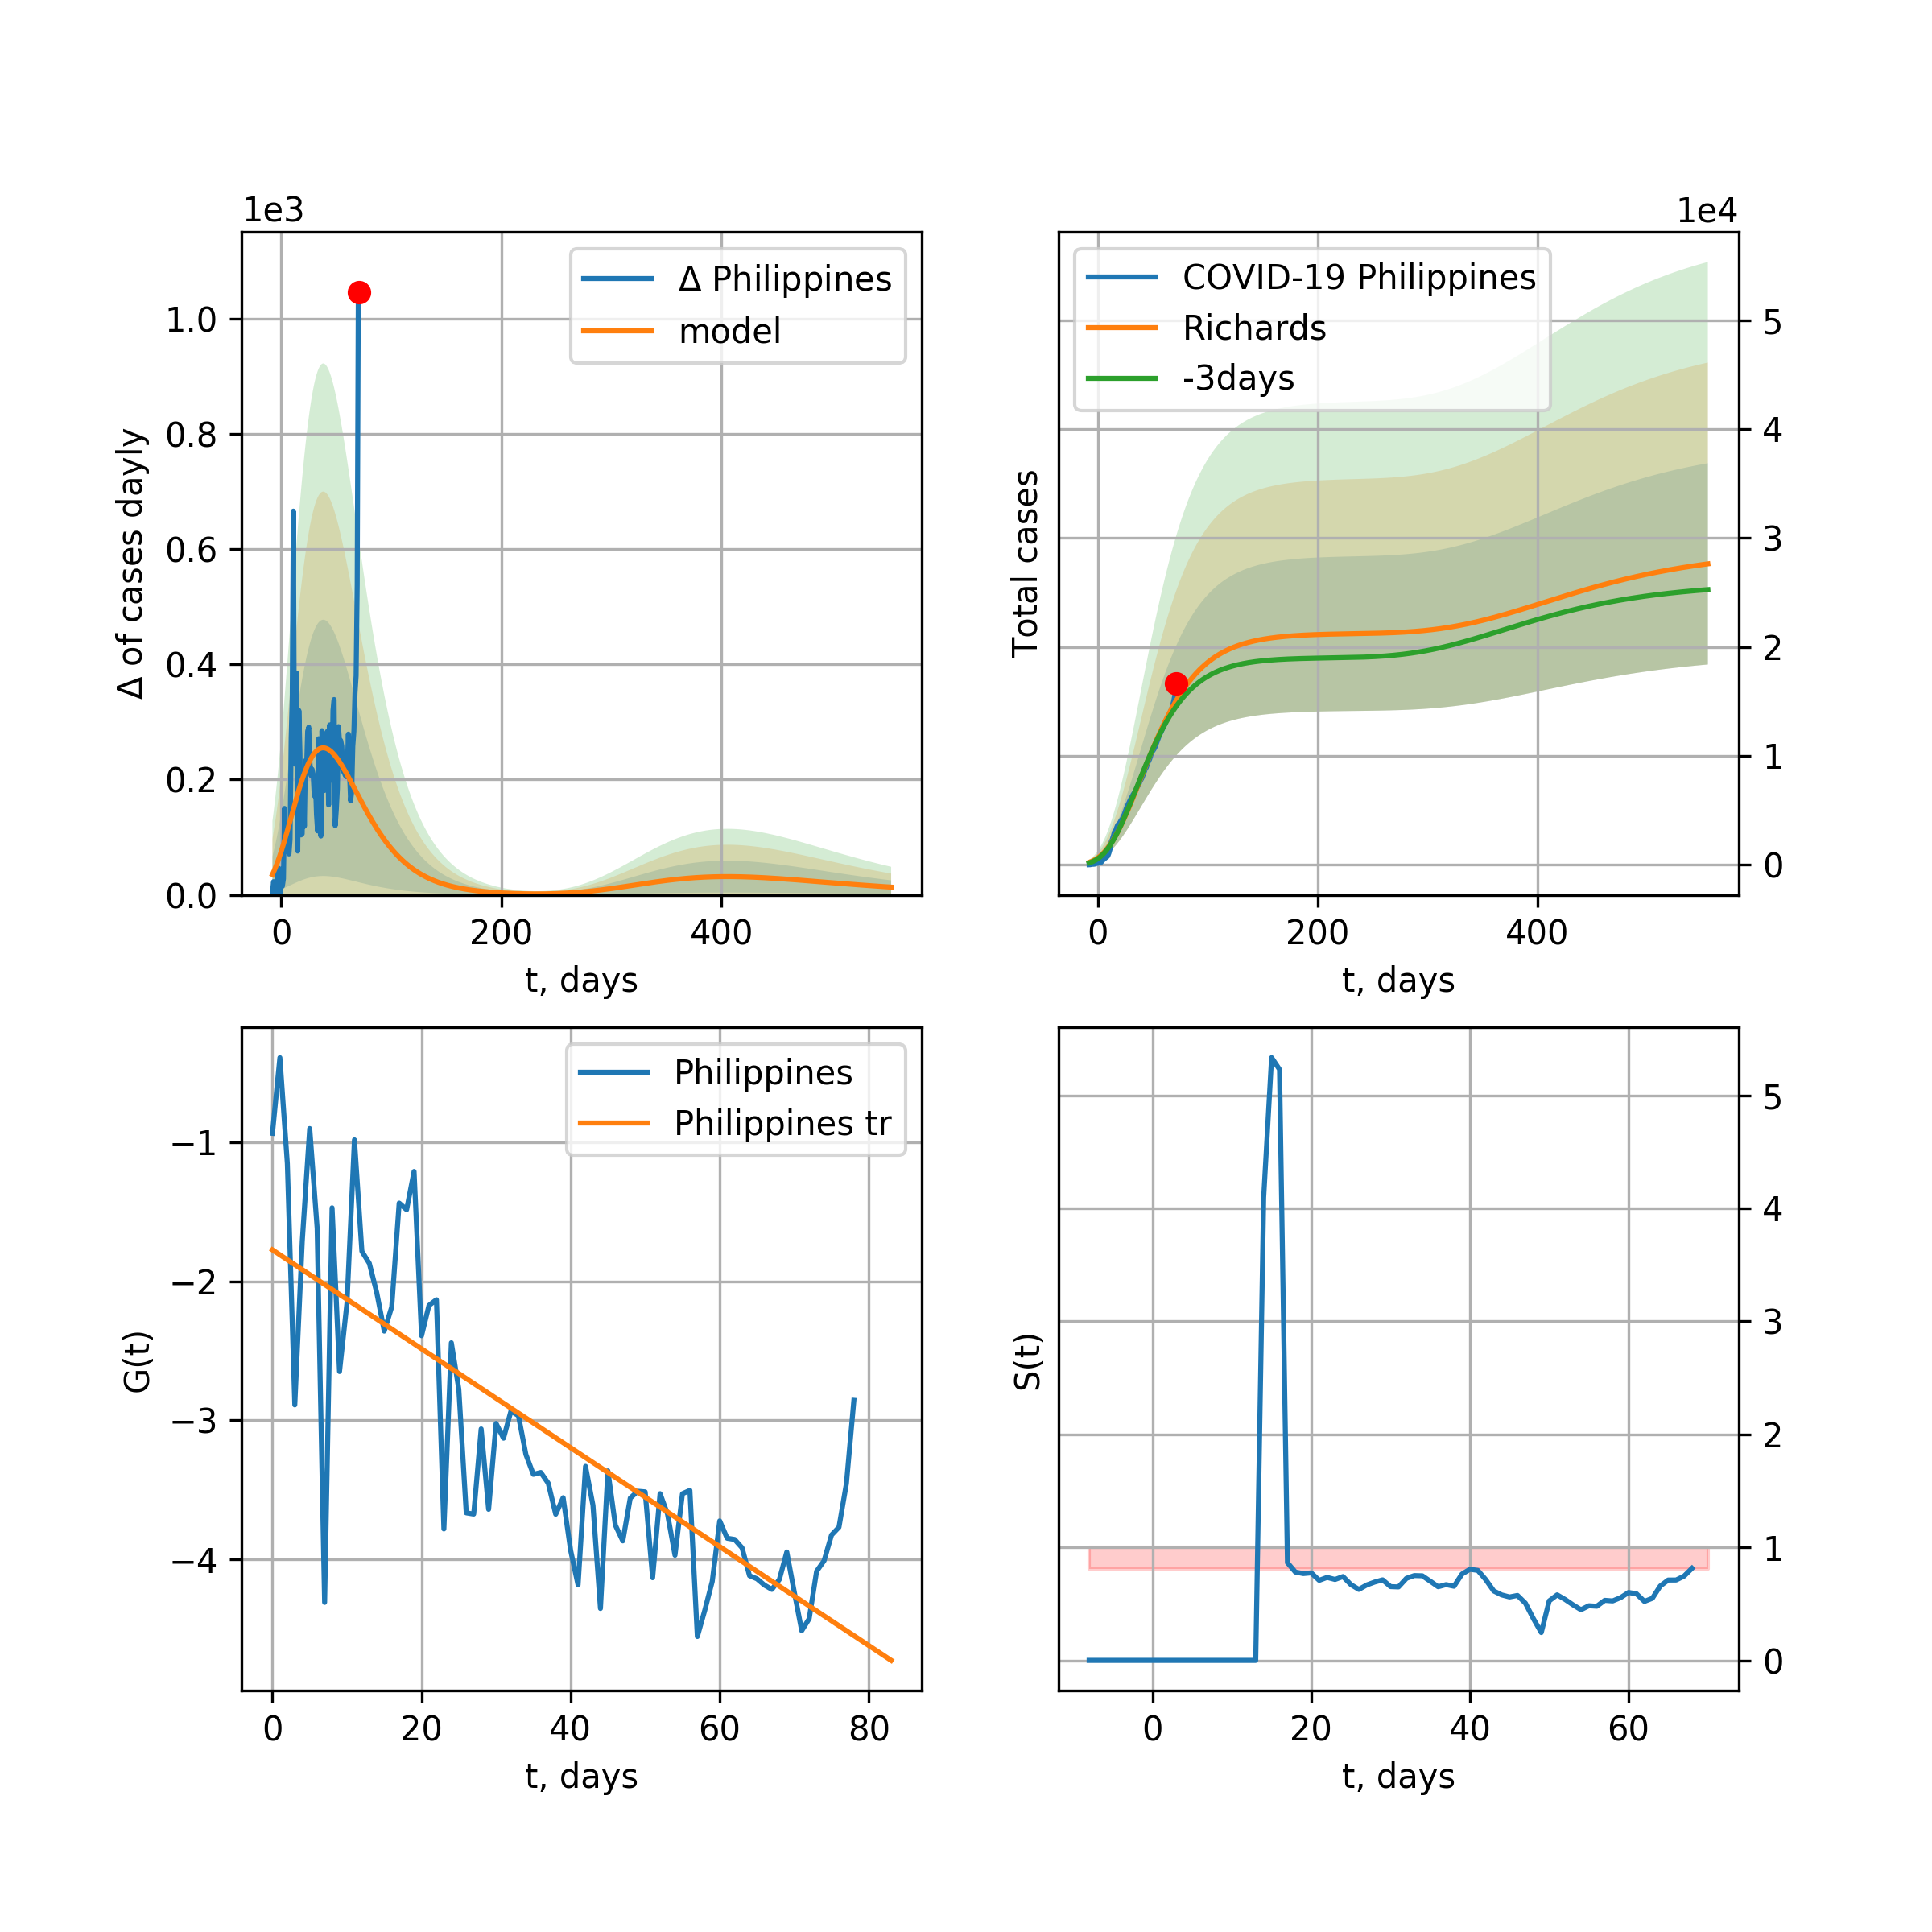 1e3
Δ Philippines
model
Δ of cases dayly
1.0
0.8
0.6
0.4
0.2
0.0
0 200 400
t, days
1e4
COVID-19 Philippines
Richards
-3days
Total cases
5
4
3
2
1
0
0 200 400
t, days
Philippines
Philippines tr
G(t)
−1
−2
−3
−4
0 20 40 60 80
t, days
S(t)
5
4
3
2
1
0
0 20 40 60
t, days